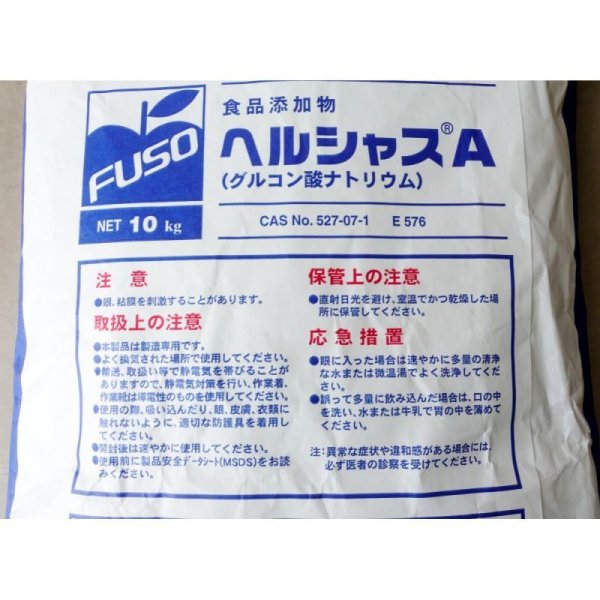 FUSO
NET 10 kg
食品添加物
ヘルシャス®A
(グルコン酸ナトリウム)
CAS No. 527-07-1 E 576
注意
●眼、粘膜を刺激することがあります。
取扱上の注意
●本製品は製造専用です。
●よく換気された場所で使用してください。
●輸送、取扱い等で静電気を帯びることが
ありますので、静電気対策を行い、作業着、
作業靴は導電性のものを使用してください。
●使用の際、吸い込んだり、眼、皮膚、衣類に
触れないように、適切な防護具を着用し
てください。
●開封後は速やかに使用してください。
●使用前に製品安全データシート(MSDS)をお読
みください。
保管上の注意
●直射日光を避け、室温でかつ乾燥した場
所に保管してください。
応急措置
●眼に入った場合は速やかに多量の清浄
な水または微温湯でよく洗浄してくだ
さい。
●誤って多量に飲み込んだ場合は、口の中
を洗い、水または牛乳で胃の中を薄めて
ください。
注:異常な症状や違和感がある場合には、
必ず医者の診察を受けてください。